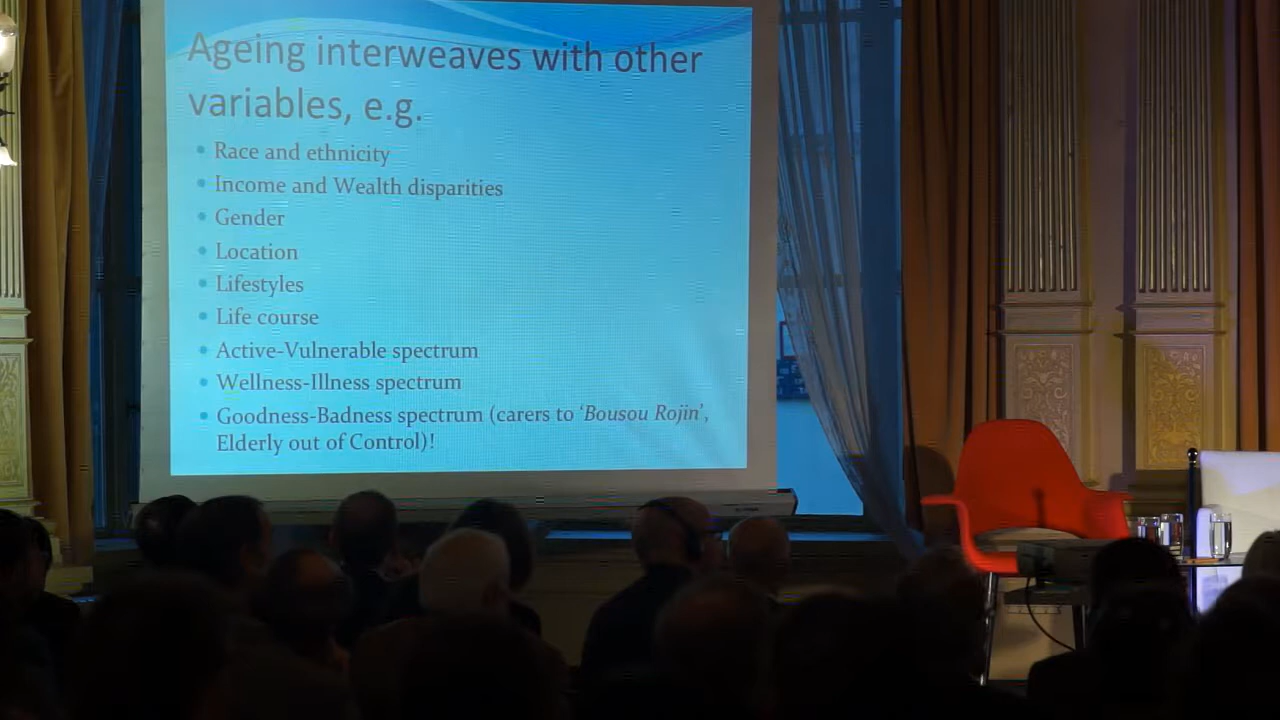 Ageing interweaves with other
variables, e.g.
Race and ethnicity
Income and Wealth disparities
Gender
Location
Lifestyles
Life course
Active-Vulnerable spectrum
Wellness-Illness spectrum
Goodness-Badness spectrum (carers to ‘Bousou Rojin’,
Elderly out of Control)!